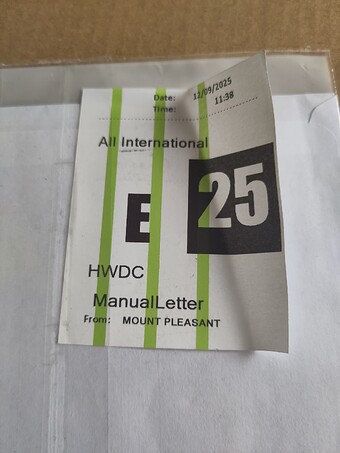 Date: 12/09/2025
Time: 11:38
All International
E 25
HWDC
ManualLetter
From: MOUNT PLEASANT